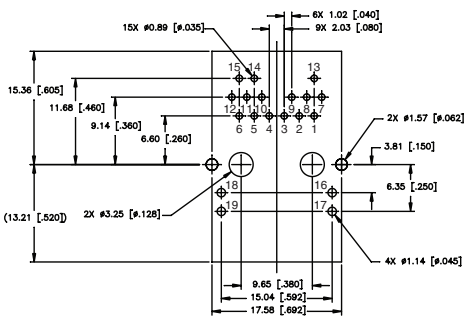 6X 1.02 [.040]
15X ø0.89 [ø.035]
9X 2.03 [.080]
15 14 13
15.36 [.605]
11.68 [.460]
12 11 10 9 8 7
9.14 [.360]
6.60 [.260]
6 5 4 3 2 1
2X ø1.57 [ø.062]
3.81 [.150]
18 16
6.35 [.250]
(13.21 [.520])
2X ø3.25 [ø.128]
19 17
4X ø1.14 [ø.045]
9.65 [.380]
15.04 [.592]
17.58 [.692]